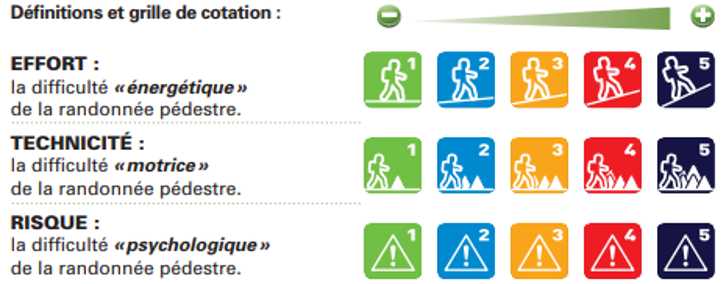 Définitions et grille de cotation :
EFFORT :
la difficulté «énergétique»
de la randonnée pédestre.
1 2 3 4 5
TECHNICITÉ :
la difficulté «motrice»
de la randonnée pédestre.
1 2 3 4 5
RISQUE :
la difficulté «psychologique»
de la randonnée pédestre.
1 2 3 4 5